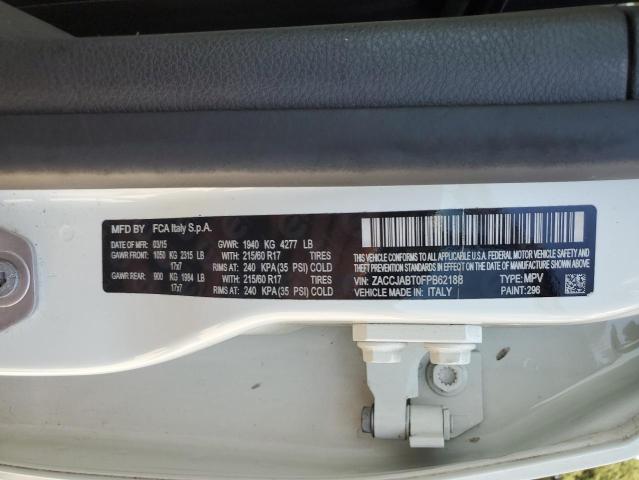 MFD BY FCA Italy S.p.A.
DATE OF MFD: 03/15 GVWR: 1940 KG 4277 LB
GAWR FRONT: 1050 KG 2315 LB WITH: 215/60 R17 TIRES
17x7 RIMS AT: 240 KPA (35 PSI) COLD
GAWR REAR: 900 KG 1984 LB WITH: 215/60 R17 TIRES
17x7 RIMS AT: 240 KPA (35 PSI) COLD
THIS VEHICLE CONFORMS TO ALL APPLICABLE U.S.A. FEDERAL MOTOR VEHICLE SAFETY
AND THEFT PREVENTION STANDARDS IN EFFECT ON THE DATE OF MANUFACTURE SHOWN ABOVE.
VIN: ZACCJABT0FPB62188 TYPE: MPV
VEHICLE MADE IN: ITALY PAINT: 296